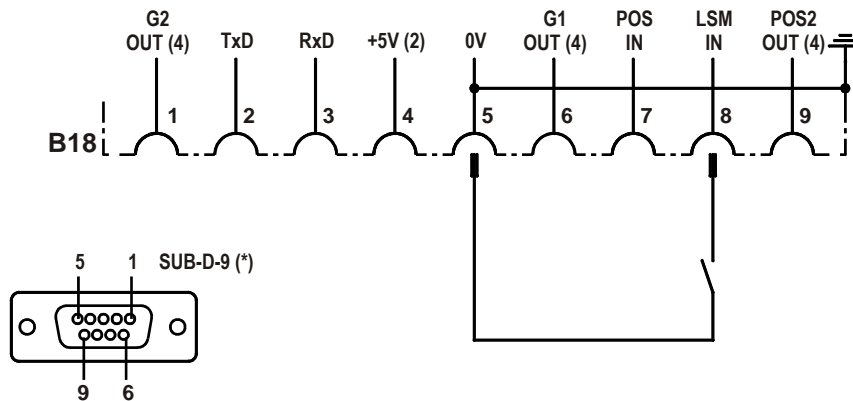 G2 OUT (4)
TxD
RxD
+5V (2)
0V
G1 OUT (4)
POS IN
LSM IN
POS2 OUT (4)
1 2 3 4 5 6 7 8 9
B18
5 1 SUB-D-9 (*)
9 6